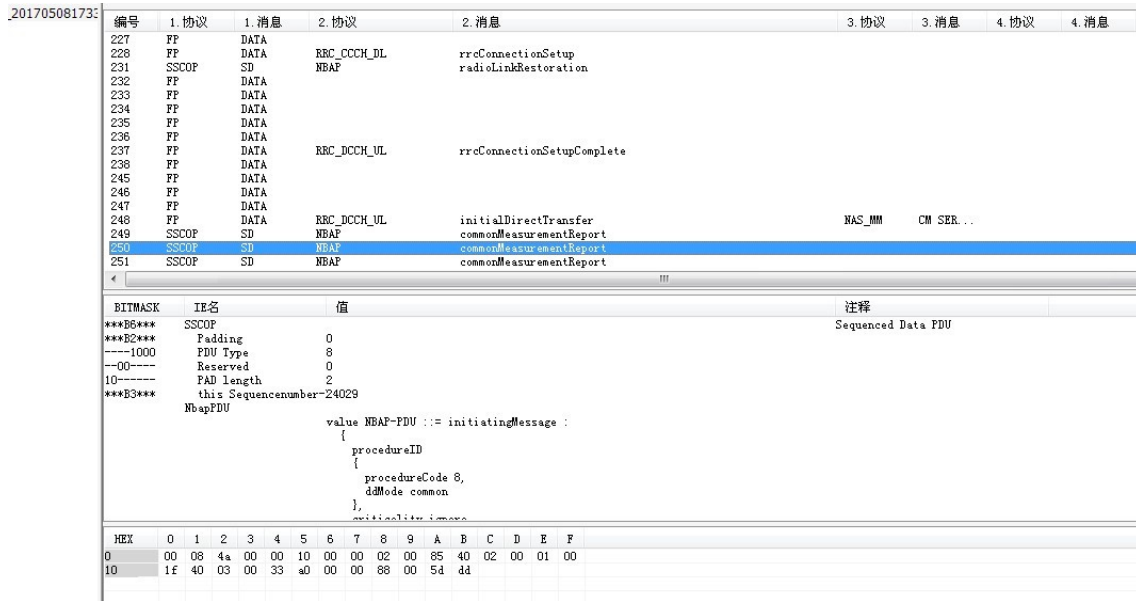 _201705081733
编号 1.协议 1.消息 2.协议 2.消息 3.协议 3.消息 4.协议 4.消息
227 FP DATA
228 FP DATA RRC_CCCH_DL rrcConnectionSetup
231 SSCOP SD NBAP radioLinkRestoration
232 FP DATA
233 FP DATA
234 FP DATA
235 FP DATA
236 FP DATA
237 FP DATA RRC_DCCH_UL rrcConnectionSetupComplete
238 FP DATA
245 FP DATA
246 FP DATA
247 FP DATA
248 FP DATA RRC_DCCH_UL initialDirectTransfer NAS_MM CM SER...
249 SSCOP SD NBAP commonMeasurementReport
250 SSCOP SD NBAP commonMeasurementReport
251 SSCOP SD NBAP commonMeasurementReport
BITMASK IE名 值 注释
***B6*** SSCOP Sequenced Data PDU
***B2*** Padding 0
----1000 PDU Type 8
--00---- Reserved 0
10------ PAD length 2
***B3*** this Sequencenumber-24029
NbapPDU
value NBAP-PDU ::= initiatingMessage :
{
procedureID
{
procedureCode 8,
ddMode common
},
HEX 0 1 2 3 4 5 6 7 8 9 A B C D E F
0 00 08 4a 00 00 10 00 00 02 00 85 40 02 00 01 00
10 1f 40 03 00 33 a0 00 00 88 00 5d dd